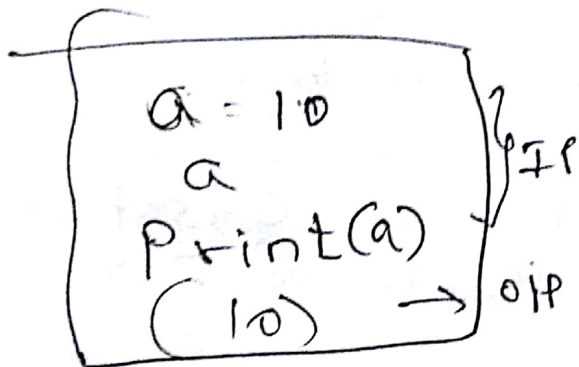 a = 10
a
Print(a)
(10) → o/p
I/P